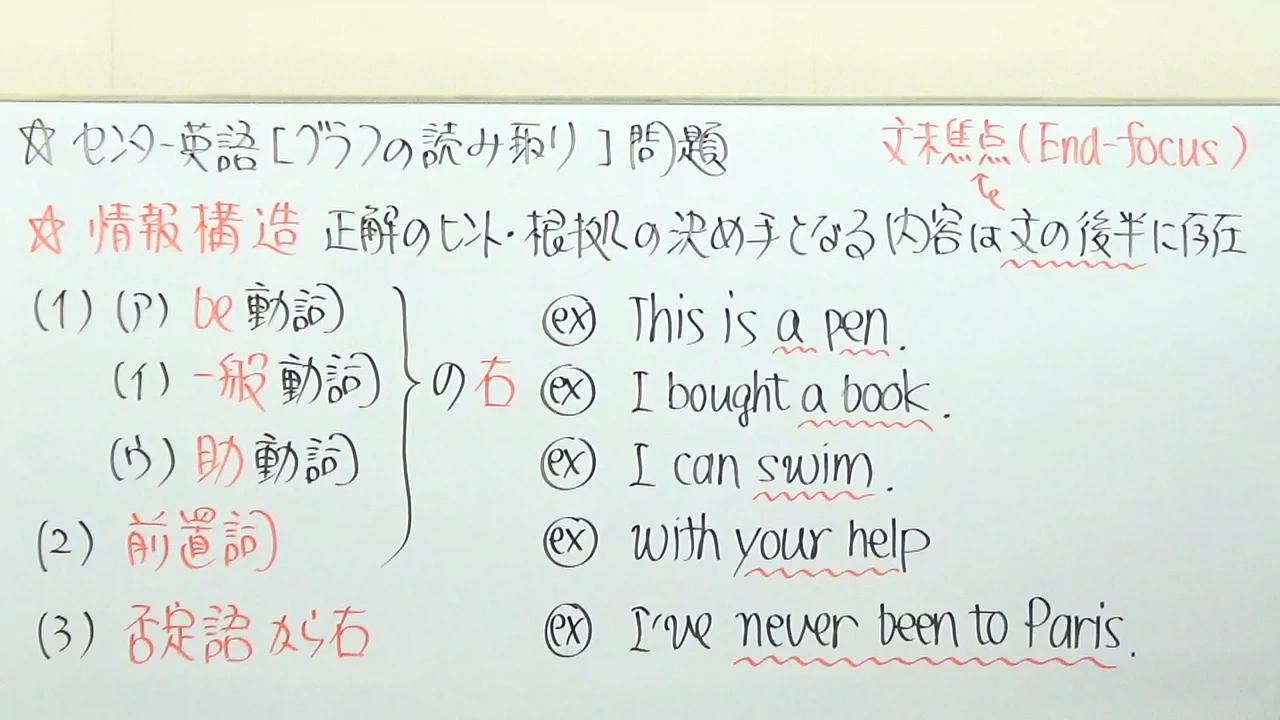 ☆ センター英語[グラフの読み取り]問題
文末焦点(End-focus)
☆ 情報構造 正解のヒント・根拠の決め手となる内容は文の後半に存在
(1) (ア) be動詞
(イ) 一般動詞
(ウ) 助動詞
の右
(2) 前置詞
(3) 否定語から右
ex This is a pen.
ex I bought a book.
ex I can swim.
ex with your help
ex I've never been to Paris.